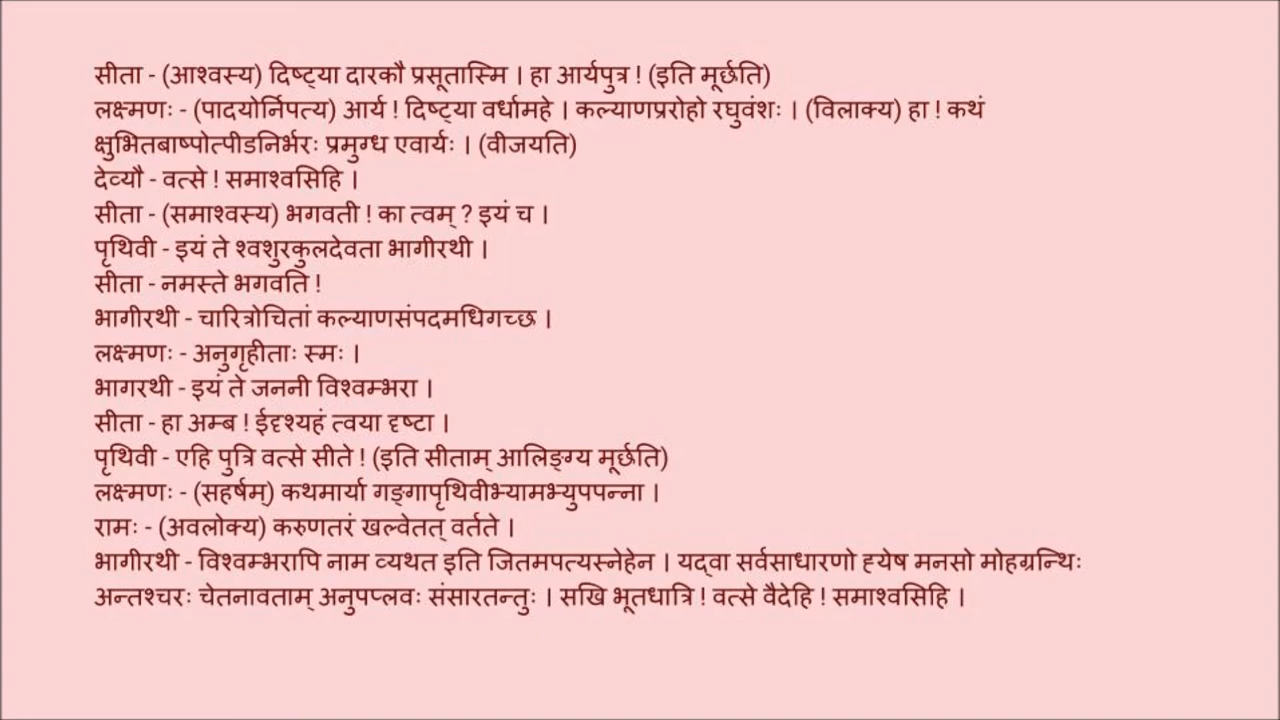 सीता - (आश्वस्य) दिष्ट्या दारकौ प्रसूतास्मि । हा आर्यपुत्र ! (इति मूर्छति)
लक्ष्मणः - (पादयोर्निपत्य) आर्य ! दिष्ट्या वर्धामहे । कल्याणप्ररोहो रघुवंशः । (विलाक्य) हा ! कथं
क्षुभितबाष्पोत्पीडनिर्भरः प्रमुग्ध एवार्यः । (वीजयति)
देव्यौ - वत्से ! समाश्वसिहि ।
सीता - (समाश्वस्य) भगवती ! का त्वम् ? इयं च ।
पृथिवी - इयं ते श्वशुरकुलदेवता भागीरथी ।
सीता - नमस्ते भगवति !
भागीरथी - चारित्रोचितां कल्याणसंपदमधिगच्छ ।
लक्ष्मणः - अनुगृहीताः स्मः ।
भागरथी - इयं ते जननी विश्वम्भरा ।
सीता - हा अम्ब ! ईदृश्यहं त्वया दृष्टा ।
पृथिवी - एहि पुत्रि वत्से सीते ! (इति सीताम् आलिङ्ग्य मूर्छति)
लक्ष्मणः - (सहर्षम्) कथमार्या गङ्गापृथिवीभ्यामभ्युपपन्ना ।
रामः - (अवलोक्य) करुणतरं खल्वेतत् वर्तते ।
भागीरथी - विश्वम्भरापि नाम व्यथत इति जितमपत्यस्नेहेन । यद्वा सर्वसाधारणो ह्येष मनसो मोहग्रन्थिः
अन्तश्चरः चेतनावताम् अनुपप्लवः संसारतन्तुः । सखि भूतधात्रि ! वत्से वैदेहि ! समाश्वसिहि ।